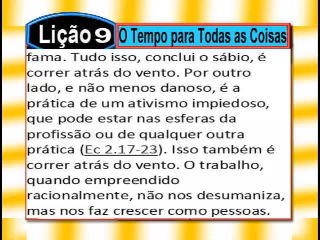 Lição 9 O Tempo para Todas as Coisas
fama. Tudo isso, conclui o sábio, é
correr atrás do vento. Por outro
lado, e não menos danoso, é a
prática de um ativismo impiedoso,
que pode estar nas esferas da
profissão ou de qualquer outra
prática (Ec 2.17-23). Isso também é
correr atrás do vento. O trabalho,
quando empreendido
racionalmente, não nos desumaniza,
mas nos faz crescer como pessoas.